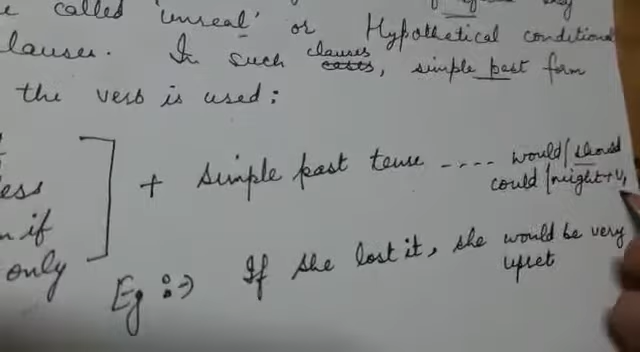 called 'unreal' or Hypothetical conditional
clauses. In such clauses, simple past form
the verb is used:
+ simple past tense .... would/should
could/might+V₁
if
only
Eg :→ If she lost it, she would be very
upset